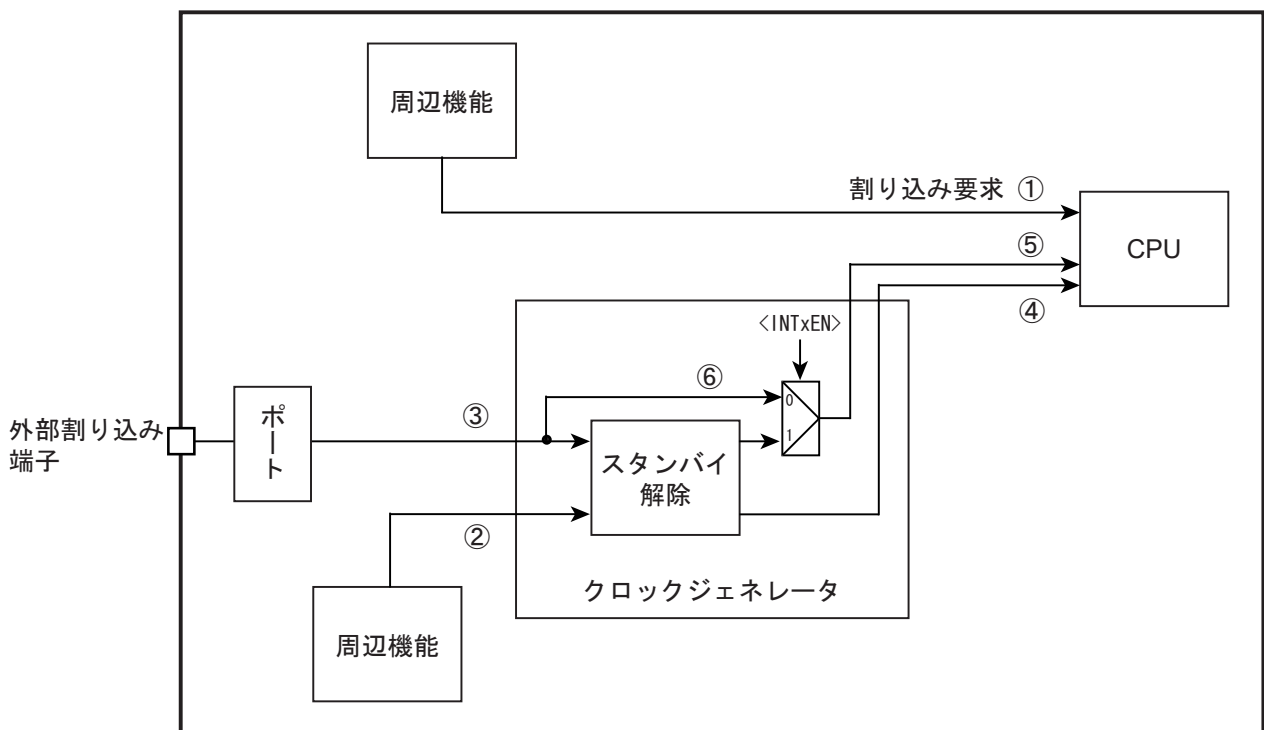 周辺機能
割り込み要求 ①
CPU
⑤
④
<INTxEN>
⑥
0
1
外部割り込み
端子
ポート
③
スタンバイ
解除
②
クロックジェネレータ
周辺機能